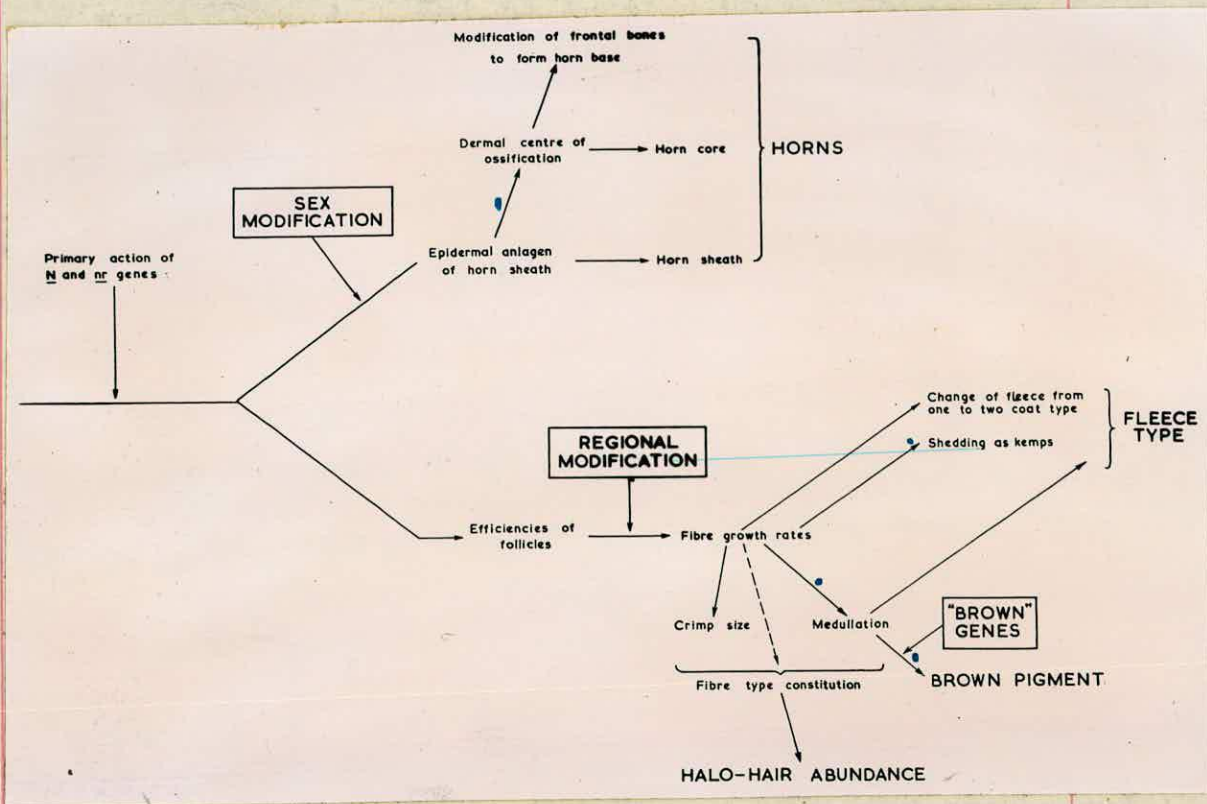 Modification of frontal bones
to form horn base
Dermal centre of
ossification
Horn core
HORNS
SEX
MODIFICATION
Epidermal anlagen
of horn sheath
Horn sheath
Primary action of
N and nr genes
Change of fleece from
one to two coat type
Shedding as kemps
FLEECE
TYPE
REGIONAL
MODIFICATION
Efficiencies of
follicles
Fibre growth rates
Crimp size
Medullation
"BROWN"
GENES
BROWN PIGMENT
Fibre type constitution
HALO-HAIR ABUNDANCE